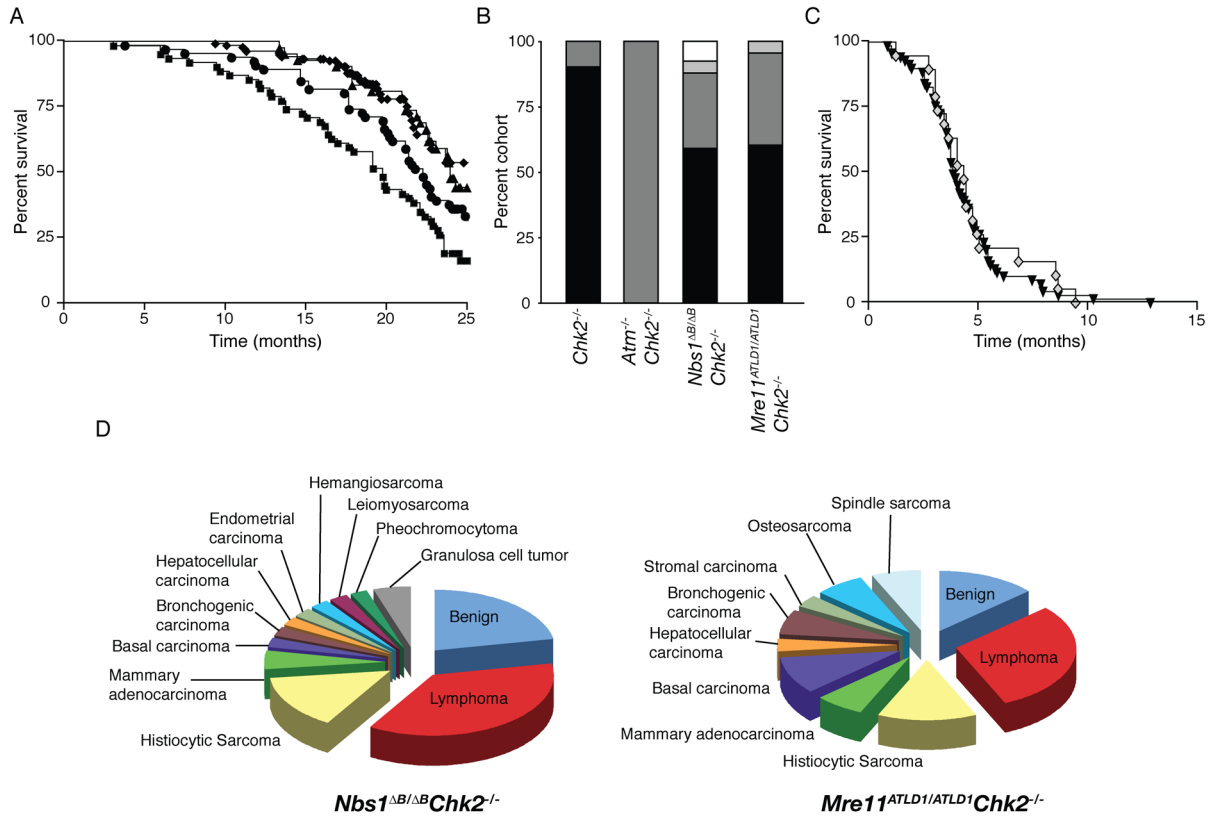 A
100
75
50
25
0
Percent survival
0
5
10
15
20
25
Time (months)
B
100
75
50
25
0
Percent cohort
Chk2-/-
Atm-/-
Chk2-/-
Nbs1ΔB/ΔB
Chk2-/-
Mre11ATLD1/ATLD1
Chk2-/-
C
100
75
50
25
0
Percent survival
0
5
10
15
Time (months)
D
Hemangiosarcoma
Leiomyosarcoma
Endometrial
carcinoma
Pheochromocytoma
Hepatocellular
carcinoma
Granulosa cell tumor
Bronchogenic
carcinoma
Benign
Basal carcinoma
Mammary
adenocarcinoma
Lymphoma
Histiocytic Sarcoma
Nbs1ΔB/ΔBChk2-/-
Spindle sarcoma
Osteosarcoma
Stromal carcinoma
Bronchogenic
carcinoma
Benign
Hepatocellular
carcinoma
Lymphoma
Basal carcinoma
Mammary adenocarcinoma
Histiocytic Sarcoma
Mre11ATLD1/ATLD1Chk2-/-